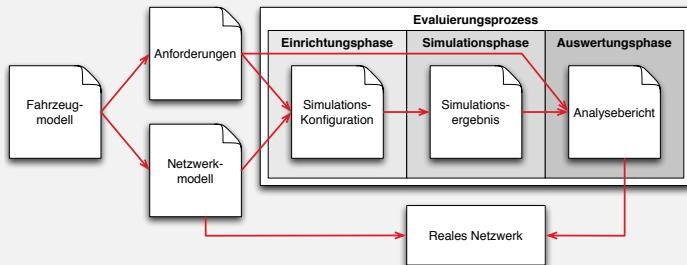 Evaluierungsprozess
Einrichtungsphase
Simulationsphase
Auswertungsphase
Anforderungen
Fahrzeug-
modell
Simulations-
Konfiguration
Simulations-
ergebnis
Analysebericht
Netzwerk-
modell
Reales Netzwerk